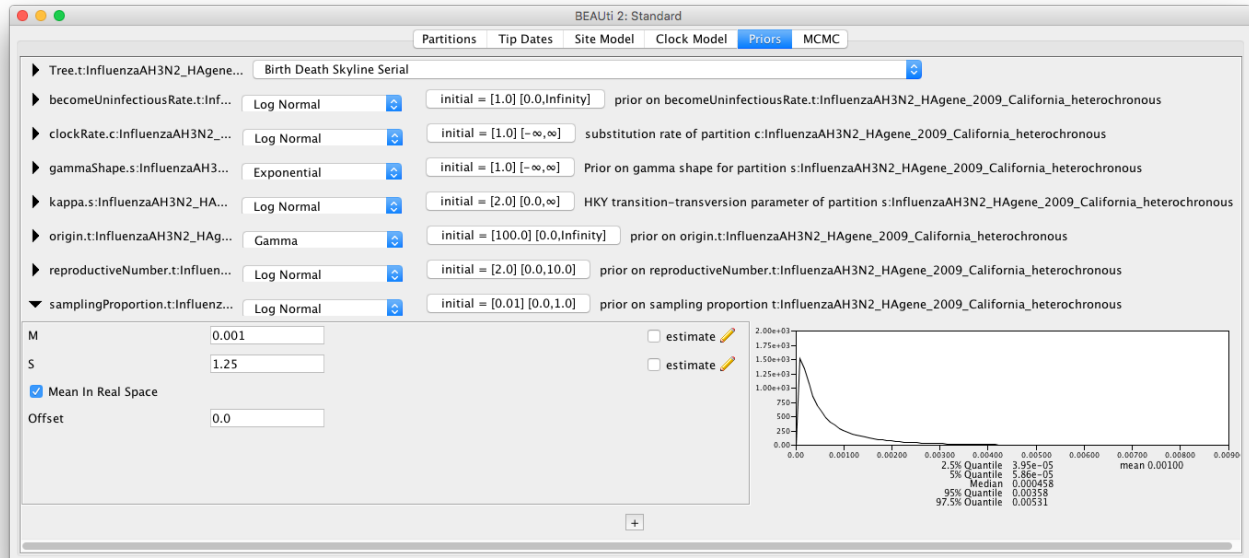 BEAUti 2: Standard
Partitions Tip Dates Site Model Clock Model Priors MCMC
Tree.t:InfluenzaAH3N2_HAgene... Birth Death Skyline Serial
becomeUninfectiousRate.t:Inf... Log Normal initial = [1.0] [0.0,Infinity] prior on becomeUninfectiousRate.t:InfluenzaAH3N2_HAgene_2009_California_heterochronous
clockRate.c:InfluenzaAH3N2_... Log Normal initial = [1.0] [-∞,∞] substitution rate of partition c:InfluenzaAH3N2_HAgene_2009_California_heterochronous
gammaShape.s:InfluenzaAH3... Exponential initial = [1.0] [-∞,∞] Prior on gamma shape for partition s:InfluenzaAH3N2_HAgene_2009_California_heterochronous
kappa.s:InfluenzaAH3N2_HA... Log Normal initial = [2.0] [0.0,∞] HKY transition-transversion parameter of partition s:InfluenzaAH3N2_HAgene_2009_California_heterochronous
origin.t:InfluenzaAH3N2_HAg... Gamma initial = [100.0] [0.0,Infinity] prior on origin.t:InfluenzaAH3N2_HAgene_2009_California_heterochronous
reproductiveNumber.t:Influen... Log Normal initial = [2.0] [0.0,10.0] prior on reproductiveNumber.t:InfluenzaAH3N2_HAgene_2009_California_heterochronous
samplingProportion.t:Influenz... Log Normal initial = [0.01] [0.0,1.0] prior on sampling proportion t:InfluenzaAH3N2_HAgene_2009_California_heterochronous
M 0.001 estimate
S 1.25 estimate
Mean In Real Space
Offset 0.0
2.00e+03
1.75e+03
1.50e+03
1.25e+03
1.00e+03
750
500
250
0.00
0.00 0.00100 0.00200 0.00300 0.00400 0.00500 0.00600 0.00700 0.00800 0.0090
2.5% Quantile 3.95e-05 mean 0.00100
5% Quantile 5.86e-05
Median 0.000458
95% Quantile 0.00358
97.5% Quantile 0.00531
+